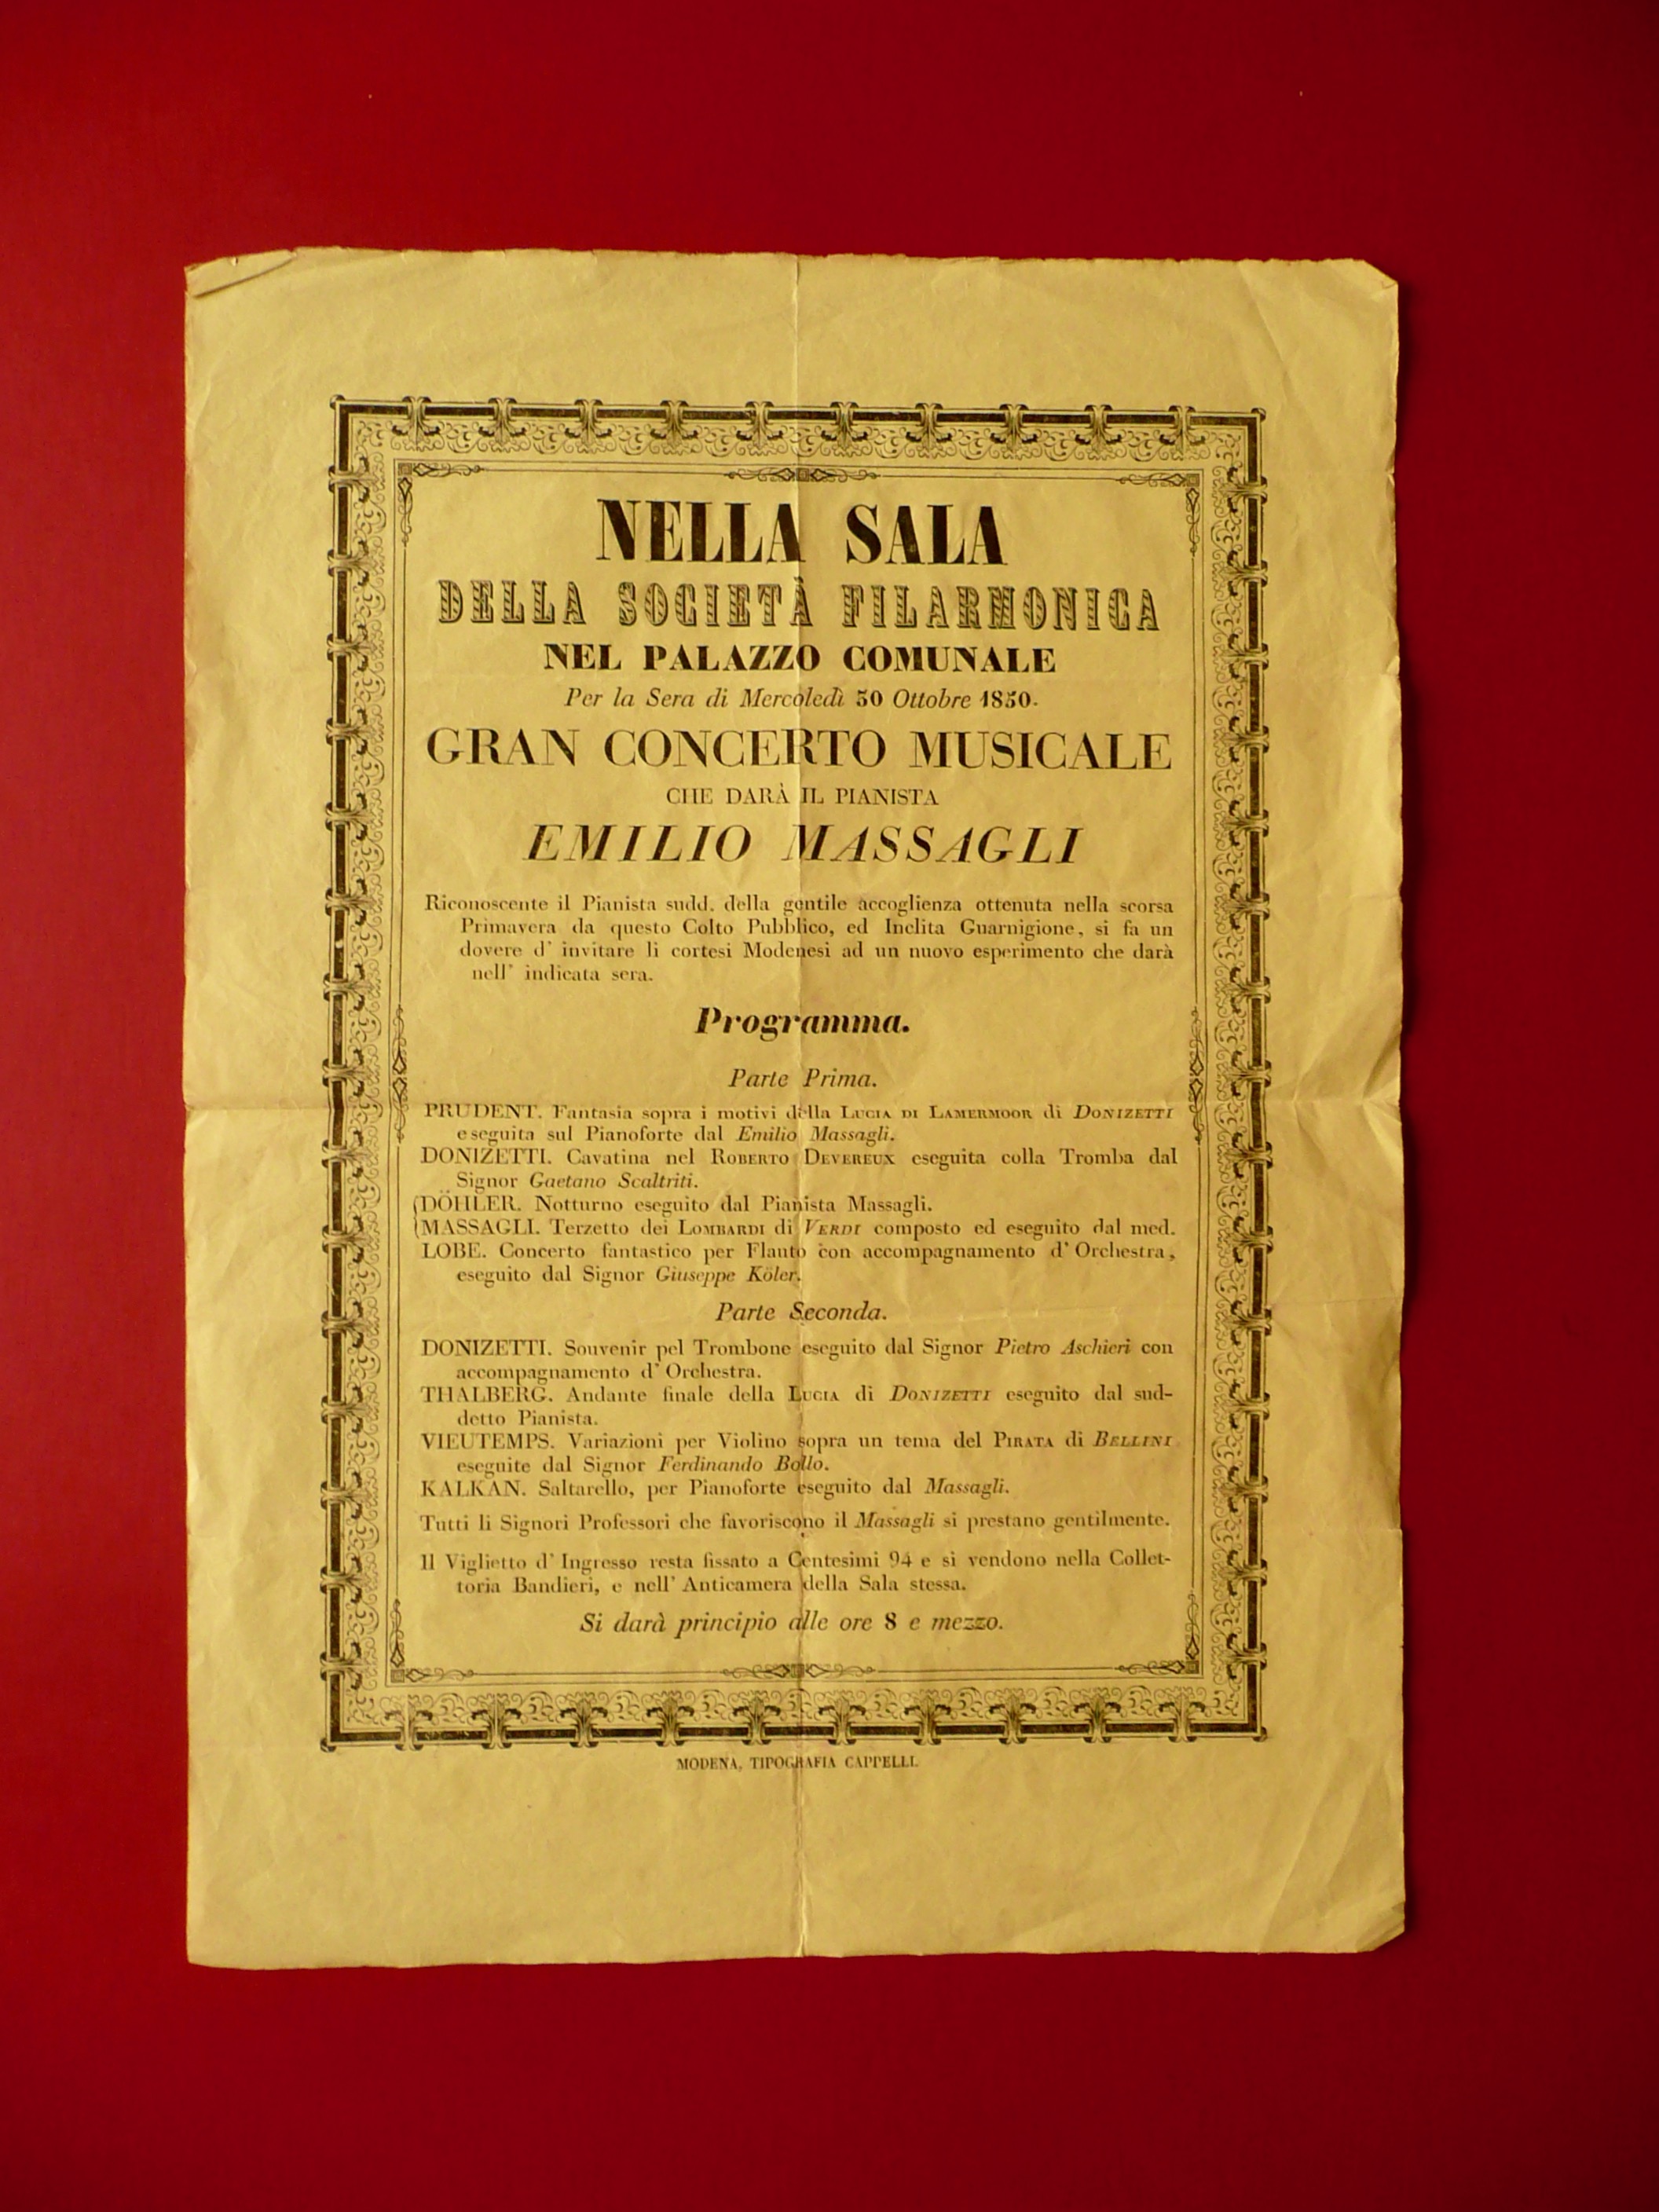 NELLA SALA
DELLA SOCIETÀ FILARMONICA
NEL PALAZZO COMUNALE
Per la Sera di Mercoledì 30 Ottobre 1850.
GRAN CONCERTO MUSICALE
CHE DARÀ IL PIANISTA
EMILIO MASSAGLI
Riconoscente il Pianista sudd. della gentile accoglienza ottenuta nella scorsa
Primavera da questo Colto Pubblico, ed Inclita Guarnigione, si fa un
dovere d' invitare li cortesi Modenesi ad un nuovo esperimento che darà
nell' indicata sera.
Programma.
Parte Prima.
PRUDENT. Fantasia sopra i motivi della LUCIA DI LAMERMOOR di DONIZETTI
eseguita sul Pianoforte dal Emilio Massagli.
DONIZETTI. Cavatina nel ROBERTO DEVEREUX eseguita colla Tromba dal
Signor Gaetano Scaltriti.
(DÖHLER. Notturno eseguito dal Pianista Massagli.
(MASSAGLI. Terzetto dei LOMBARDI di VERDI composto ed eseguito dal med.
LOBE. Concerto fantastico per Flauto con accompagnamento d' Orchestra,
eseguito dal Signor Giuseppe Köler.
Parte Seconda.
DONIZETTI. Souvenir pel Trombone eseguito dal Signor Pietro Aschieri con
accompagnamento d' Orchestra.
THALBERG. Andante finale della LUCIA di DONIZETTI eseguito dal sud-
detto Pianista.
VIEUTEMPS. Variazioni per Violino sopra un tema del PIRATA di BELLINI
eseguite dal Signor Ferdinando Bollo.
KALKAN. Saltarello, per Pianoforte eseguito dal Massagli.
Tutti li Signori Professori che favoriscono il Massagli si prestano gentilmente.
Il Viglietto d' Ingresso resta fissato a Centesimi 94 e si vendono nella Collet-
toria Bandieri, e nell' Anticamera della Sala stessa.
Si darà principio alle ore 8 e mezzo.
MODENA, TIPOGRAFIA CAPPELLI.